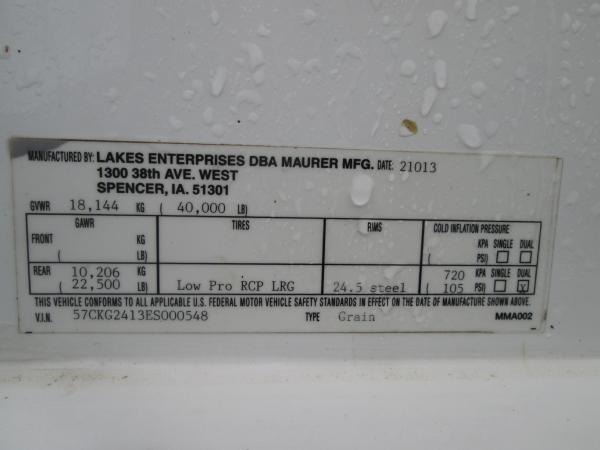 MANUFACTURED BY: LAKES ENTERPRISES DBA MAURER MFG. DATE: 21013
1300 38th AVE. WEST
SPENCER, IA. 51301
GVWR 18,144 KG ( 40,000 LB)
GAWR TIRES RIMS COLD INFLATION PRESSURE
FRONT KG KPA SINGLE DUAL
( LB) ( PSI)
REAR 10,206 KG 720 KPA SINGLE DUAL
( 22,500 LB) Low Pro RCP LRG 24.5 steel ( 105 PSI) X
THIS VEHICLE CONFORMS TO ALL APPLICABLE U.S. FEDERAL MOTOR VEHICLE SAFETY STANDARDS IN EFFECT ON THE DATE OF MANUFACTURE SHOWN ABOVE.
V.I.N. 57CKG2413ES000548 TYPE Grain MMA002